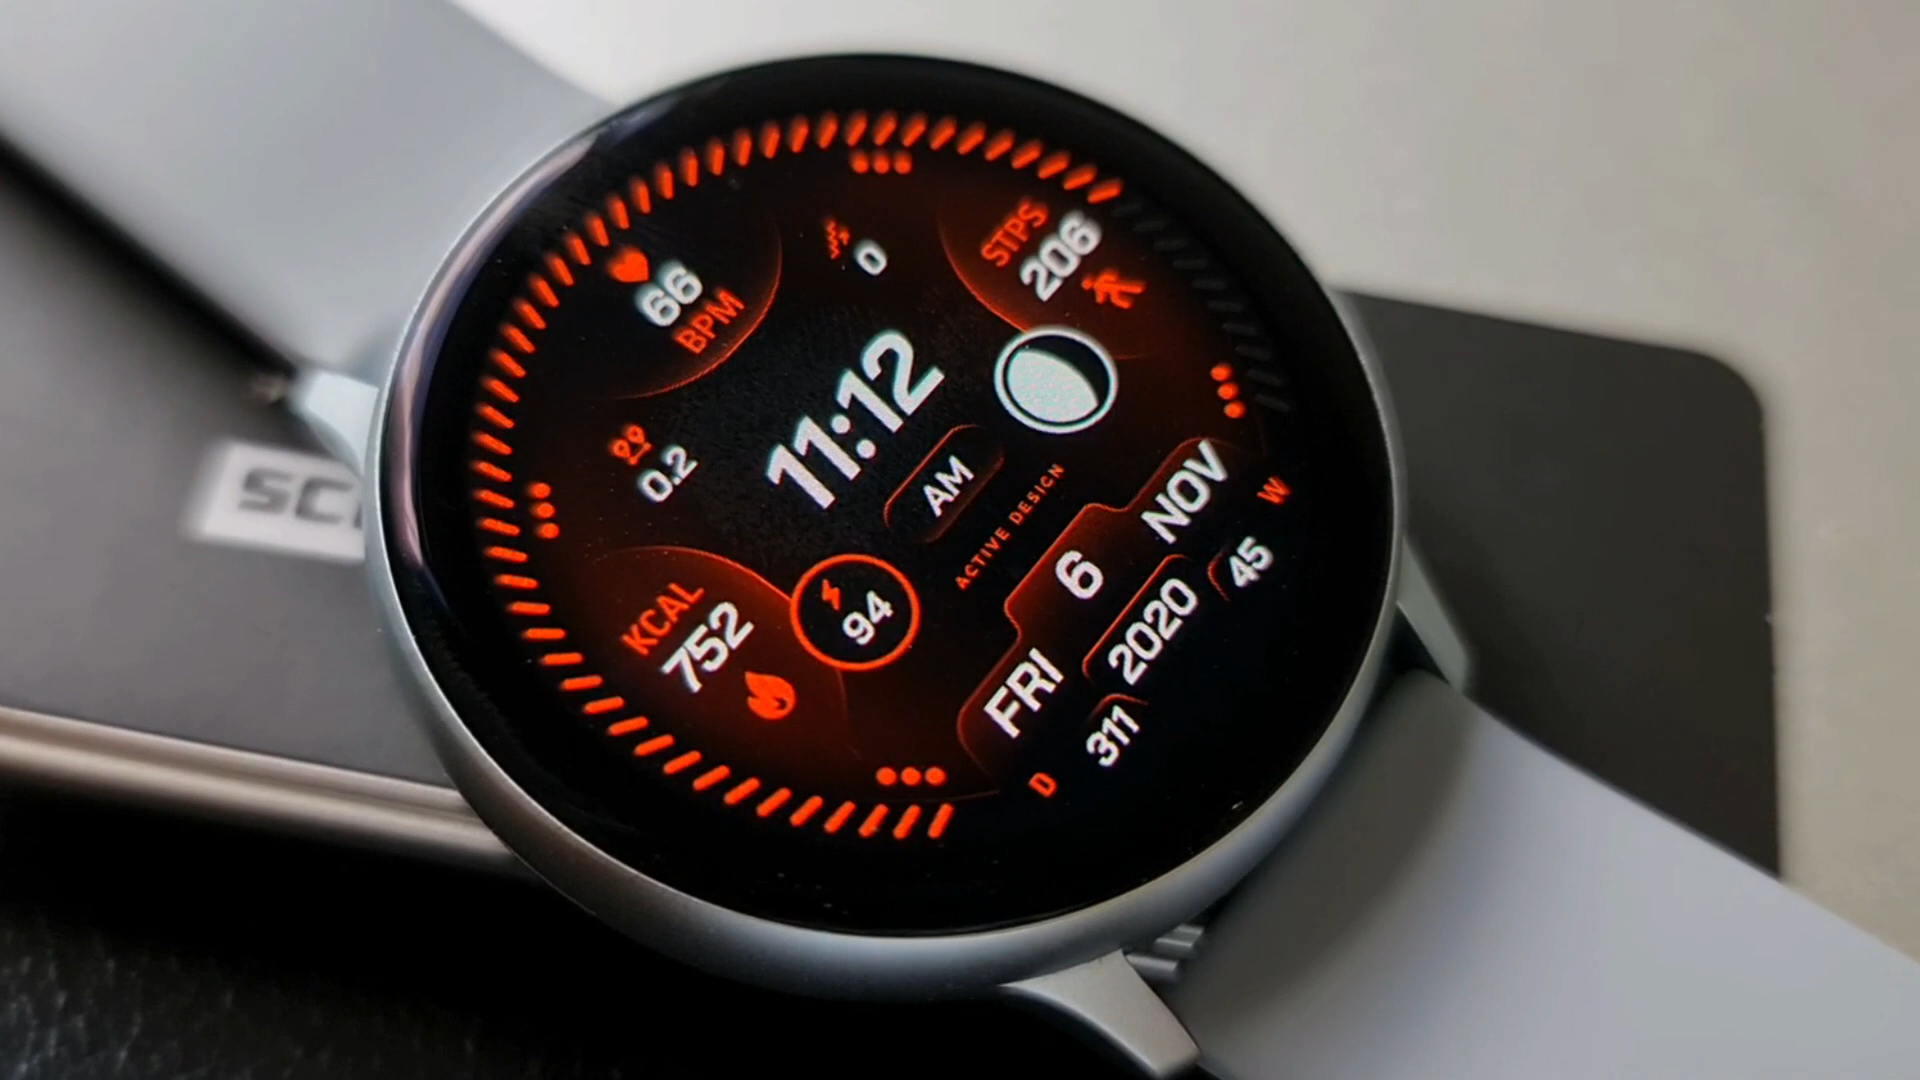 66
BPM
0
STPS
206
0.2
11:12
AM
ACTIVE DESIGN
KCAL
752
94
FRI 6 NOV
2020
D 311
45 W